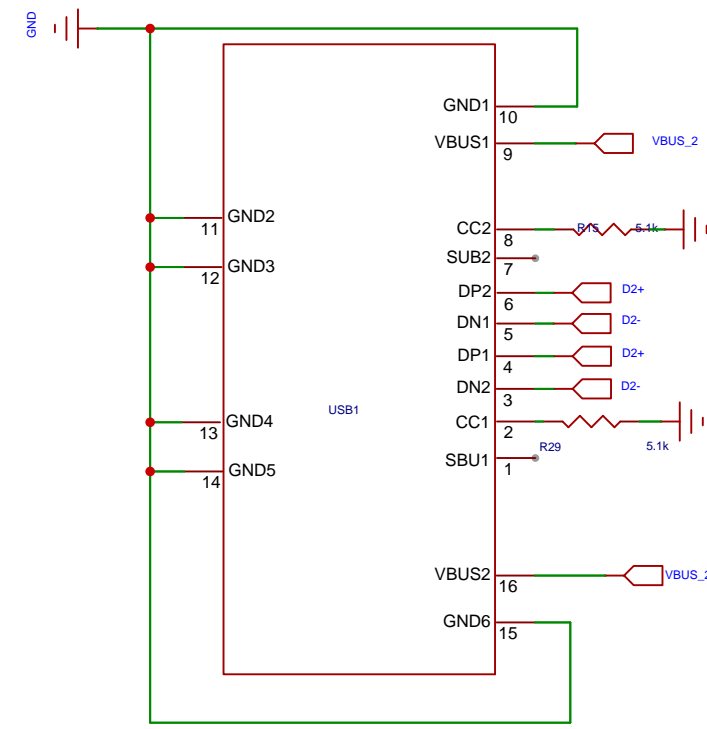 GND
GND1
10
VBUS1
9
VBUS_2
GND2
11
CC2
8
R15
5.1k
SUB2
7
GND3
12
DP2
6
D2+
DN1
5
D2-
DP1
4
D2+
DN2
3
D2-
USB1
GND4
13
CC1
2
R29
5.1k
SBU1
1
GND5
14
VBUS2
16
VBUS_2
GND6
15